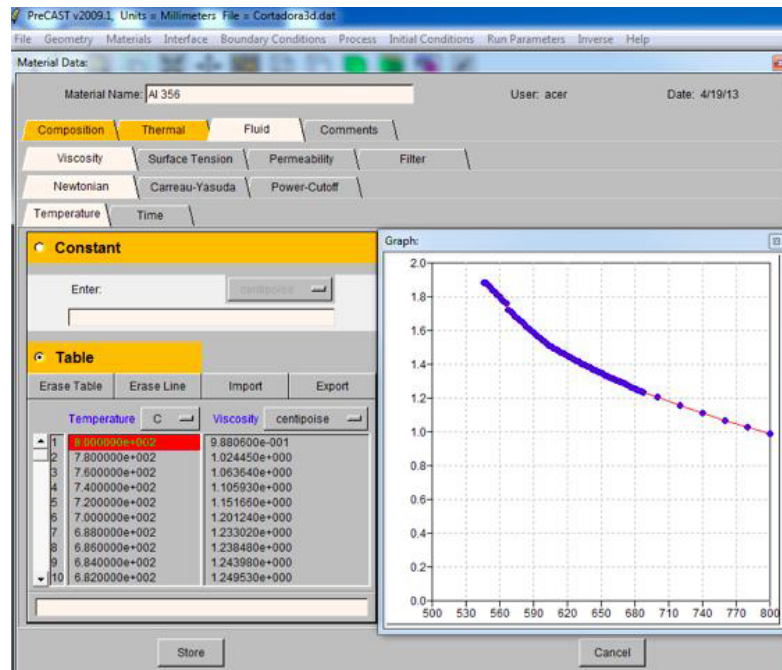 PreCAST v2009.1, Units = Millimeters File = Cortadora3d.dat
File Geometry Materials Interface Boundary Conditions Process Initial Conditions Run Parameters Inverse Help
Material Data:
Material Name: Al 356 User: acer Date: 4/19/13
Composition Thermal Fluid Comments
Viscosity Surface Tension Permeability Filter
Newtonian Carreau-Yasuda Power-Cutoff
Temperature Time
Constant
Enter: centipoise
Table
Erase Table Erase Line Import Export
Temperature C Viscosity centipoise
1 8.000000e+002 9.880600e-001
2 7.800000e+002 1.024450e+000
3 7.600000e+002 1.063640e+000
4 7.400000e+002 1.105930e+000
5 7.200000e+002 1.151660e+000
6 7.000000e+002 1.201240e+000
7 6.880000e+002 1.233020e+000
8 6.860000e+002 1.238480e+000
9 6.840000e+002 1.243980e+000
10 6.820000e+002 1.249530e+000
Graph:
2.0
1.8
1.6
1.4
1.2
1.0
0.8
0.6
0.4
0.2
0.0
500 530 560 590 620 650 680 710 740 770 800
Store Cancel